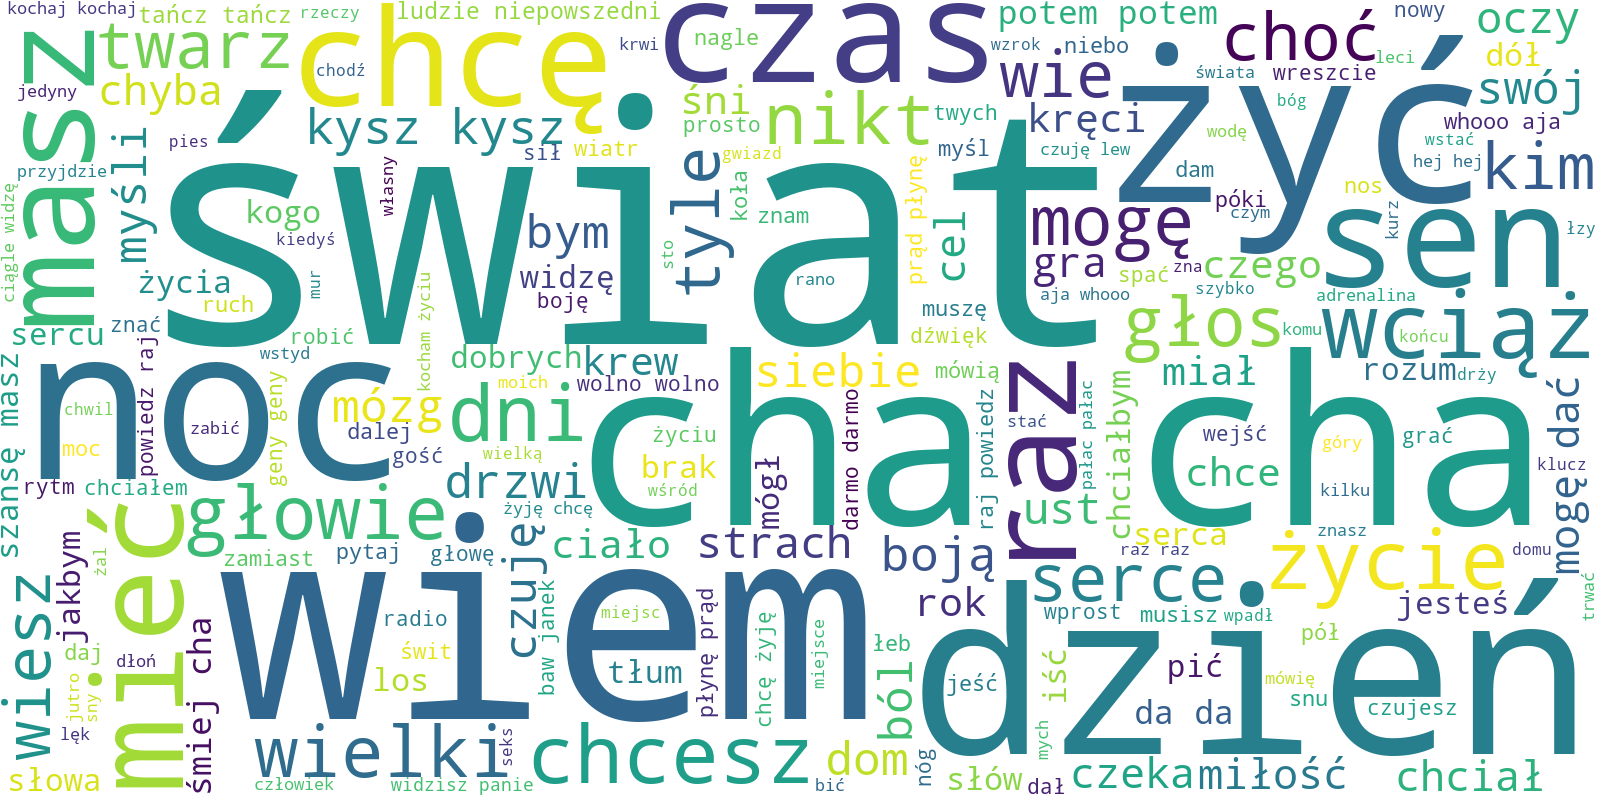 kochaj kochaj
tańcz tańcz
rzeczy
ludzie niepowszedni
krwi
czas
nagle
wzrok
potem potem
niebo
nowy
choć
leci
oczy
dół
jedyny
masz
twarz
chyba
chcę
chodź
śni
prosto
nikt
wie
twych
kręci
żyć
świata
wreszcie
bóg
swój
whooo aja
pies
przyjdzie
myśli
kysz kysz
sił
wiatr
gwiazd
myśl
czuję lew
wodę
wstać
hej hej
kim
dam
nos
ciągle widzę
kogo
własny
kiedyś
świat
bym
tyle
koła
znam
prąd płynę
cel
mogę
póki
czym
sen
kurz
łzy
życia
ruch
mur
widzę
boję
sto
rano
gra
spać
zna
czego
szybko
aja whooo
adrenalina
muszę
dźwięk
sercu
znać
robić
wstyd
kocham życiu
dobrych
krew
głos
komu
wciąż
końcu
noc
powiedz raj
geny geny
mózg
moich
wolno wolno
siebie
mówią
raz
miał
rozum
drży
szansę masz
chwil
moc
zabić
dalej
gość
dni
wielką
cha cha
życiu
brak
wśród
darmo darmo
raj powiedz
stać
pałac pałac
chciałbym
wejść
chce
góry
grać
kilku
klucz
mogę dać
rytm
chciałem
głowie
drzwi
żyję chcę
mógł
ust
serca
raz raz
znasz
domu
życie
żal
jakbym
mieć
zamiast
pytaj
głowę
czuję
ciało
strach
boją
serce
rok
wprost
musisz
wpadł
jesteś
trwać
wiesz
daj
dłoń
śmiej cha
wiem
radio
świt
los
baw janek
miejsc
tłum
płynę prąd
chcę żyję
miejsce
łeb
ból
dzień
jeść
iść
mych
pić
pół
mówię
snu
da da
czujesz
jutro
sny
lęk
słowa
wielki
seks
człowiek
widzisz panie
chcesz
bić
dom
nóg
słów
dał
czeka
miłość
chciał